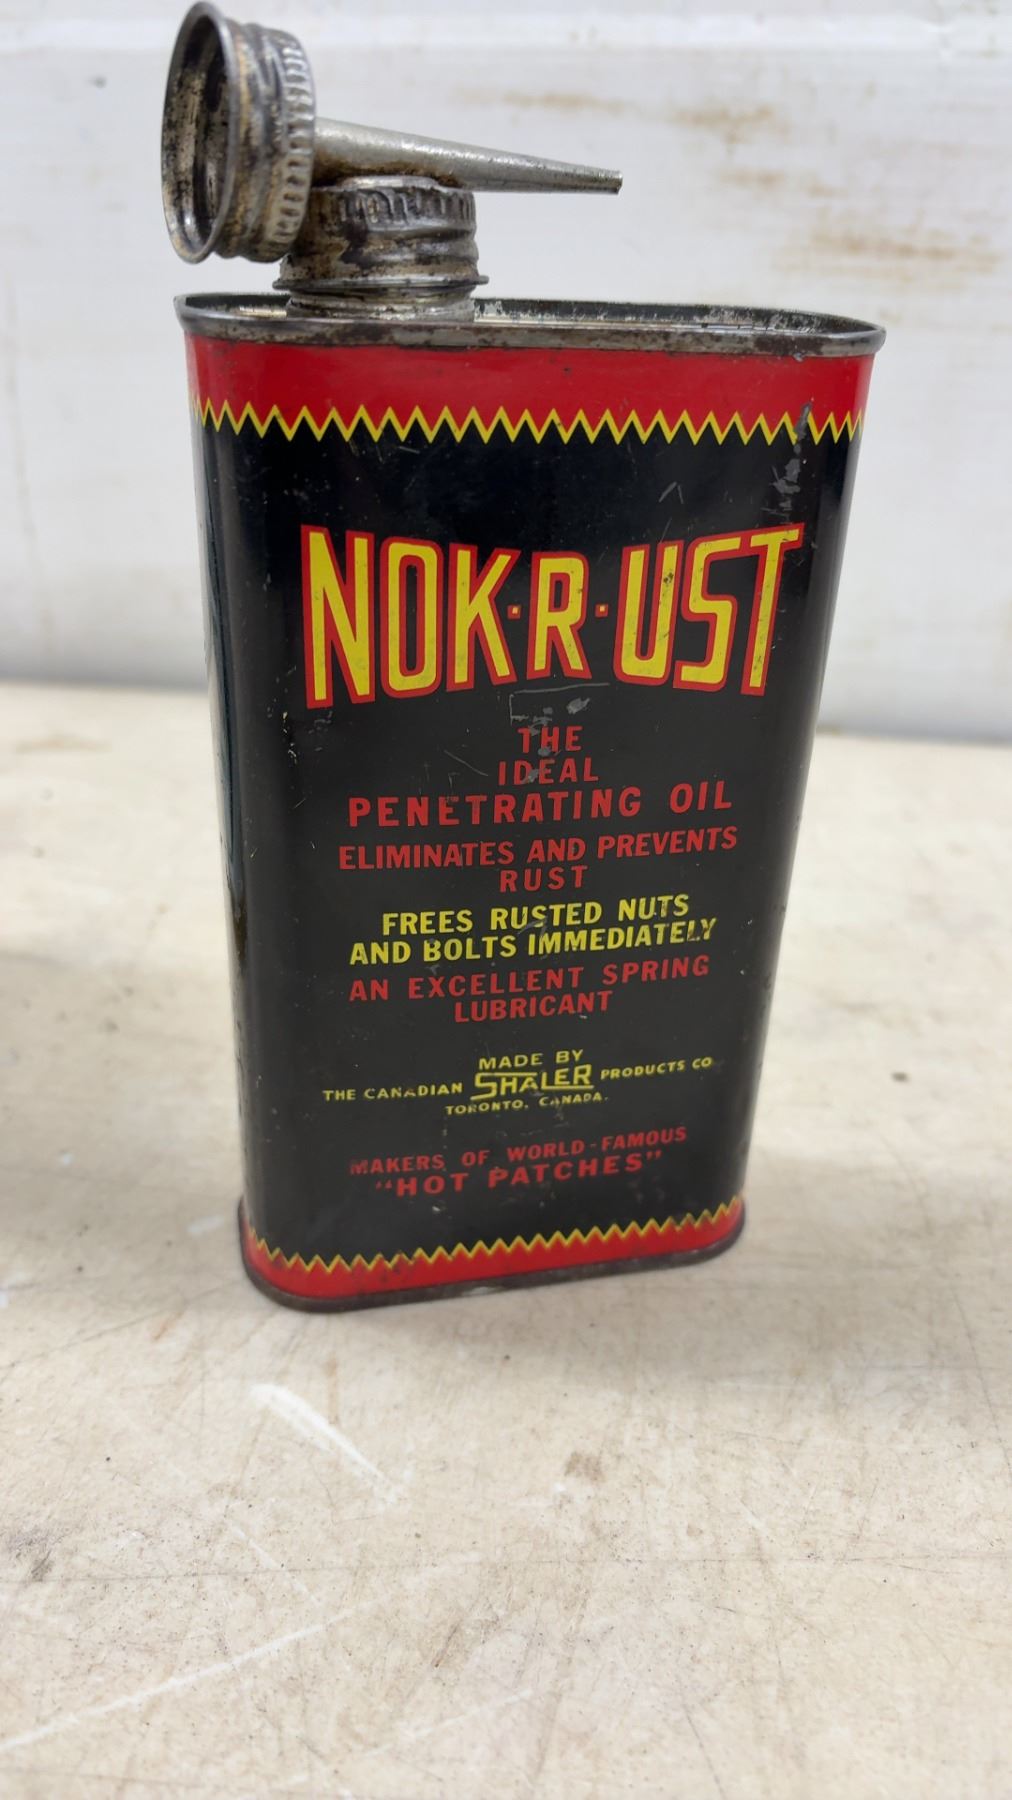 NOK·R·UST
THE
IDEAL
PENETRATING OIL
ELIMINATES AND PREVENTS
RUST
FREES RUSTED NUTS
AND BOLTS IMMEDIATELY
AN EXCELLENT SPRING
LUBRICANT
MADE BY
THE CANADIAN SHALER PRODUCTS CO
TORONTO, CANADA.
MAKERS OF WORLD-FAMOUS
"HOT PATCHES"